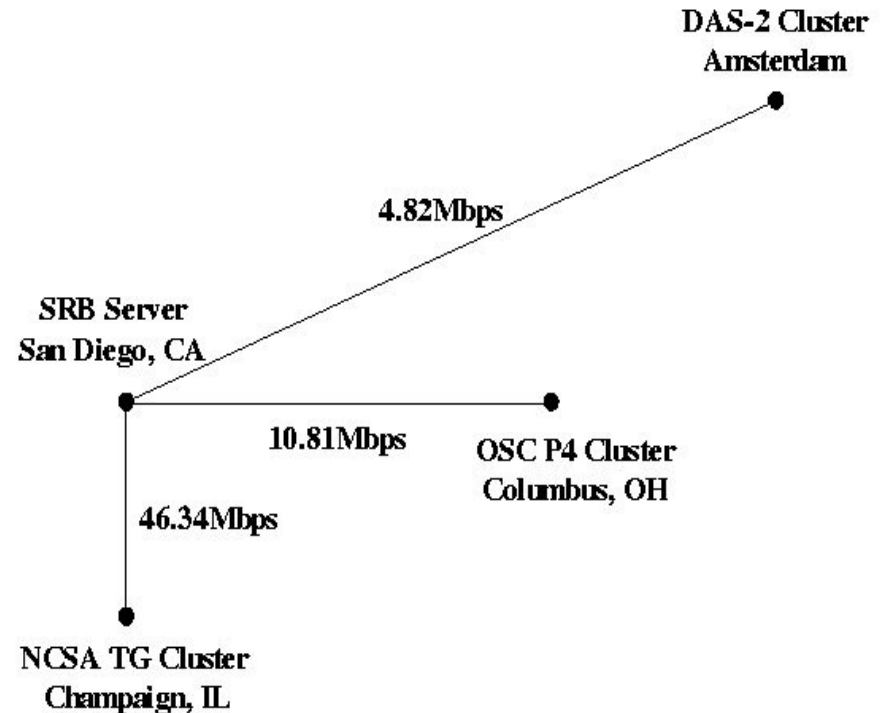 DAS-2 Cluster
Amsterdam
4.82Mbps
SRB Server
San Diego, CA
10.81Mbps
OSC P4 Cluster
Columbus, OH
46.34Mbps
NCSA TG Cluster
Champaign, IL